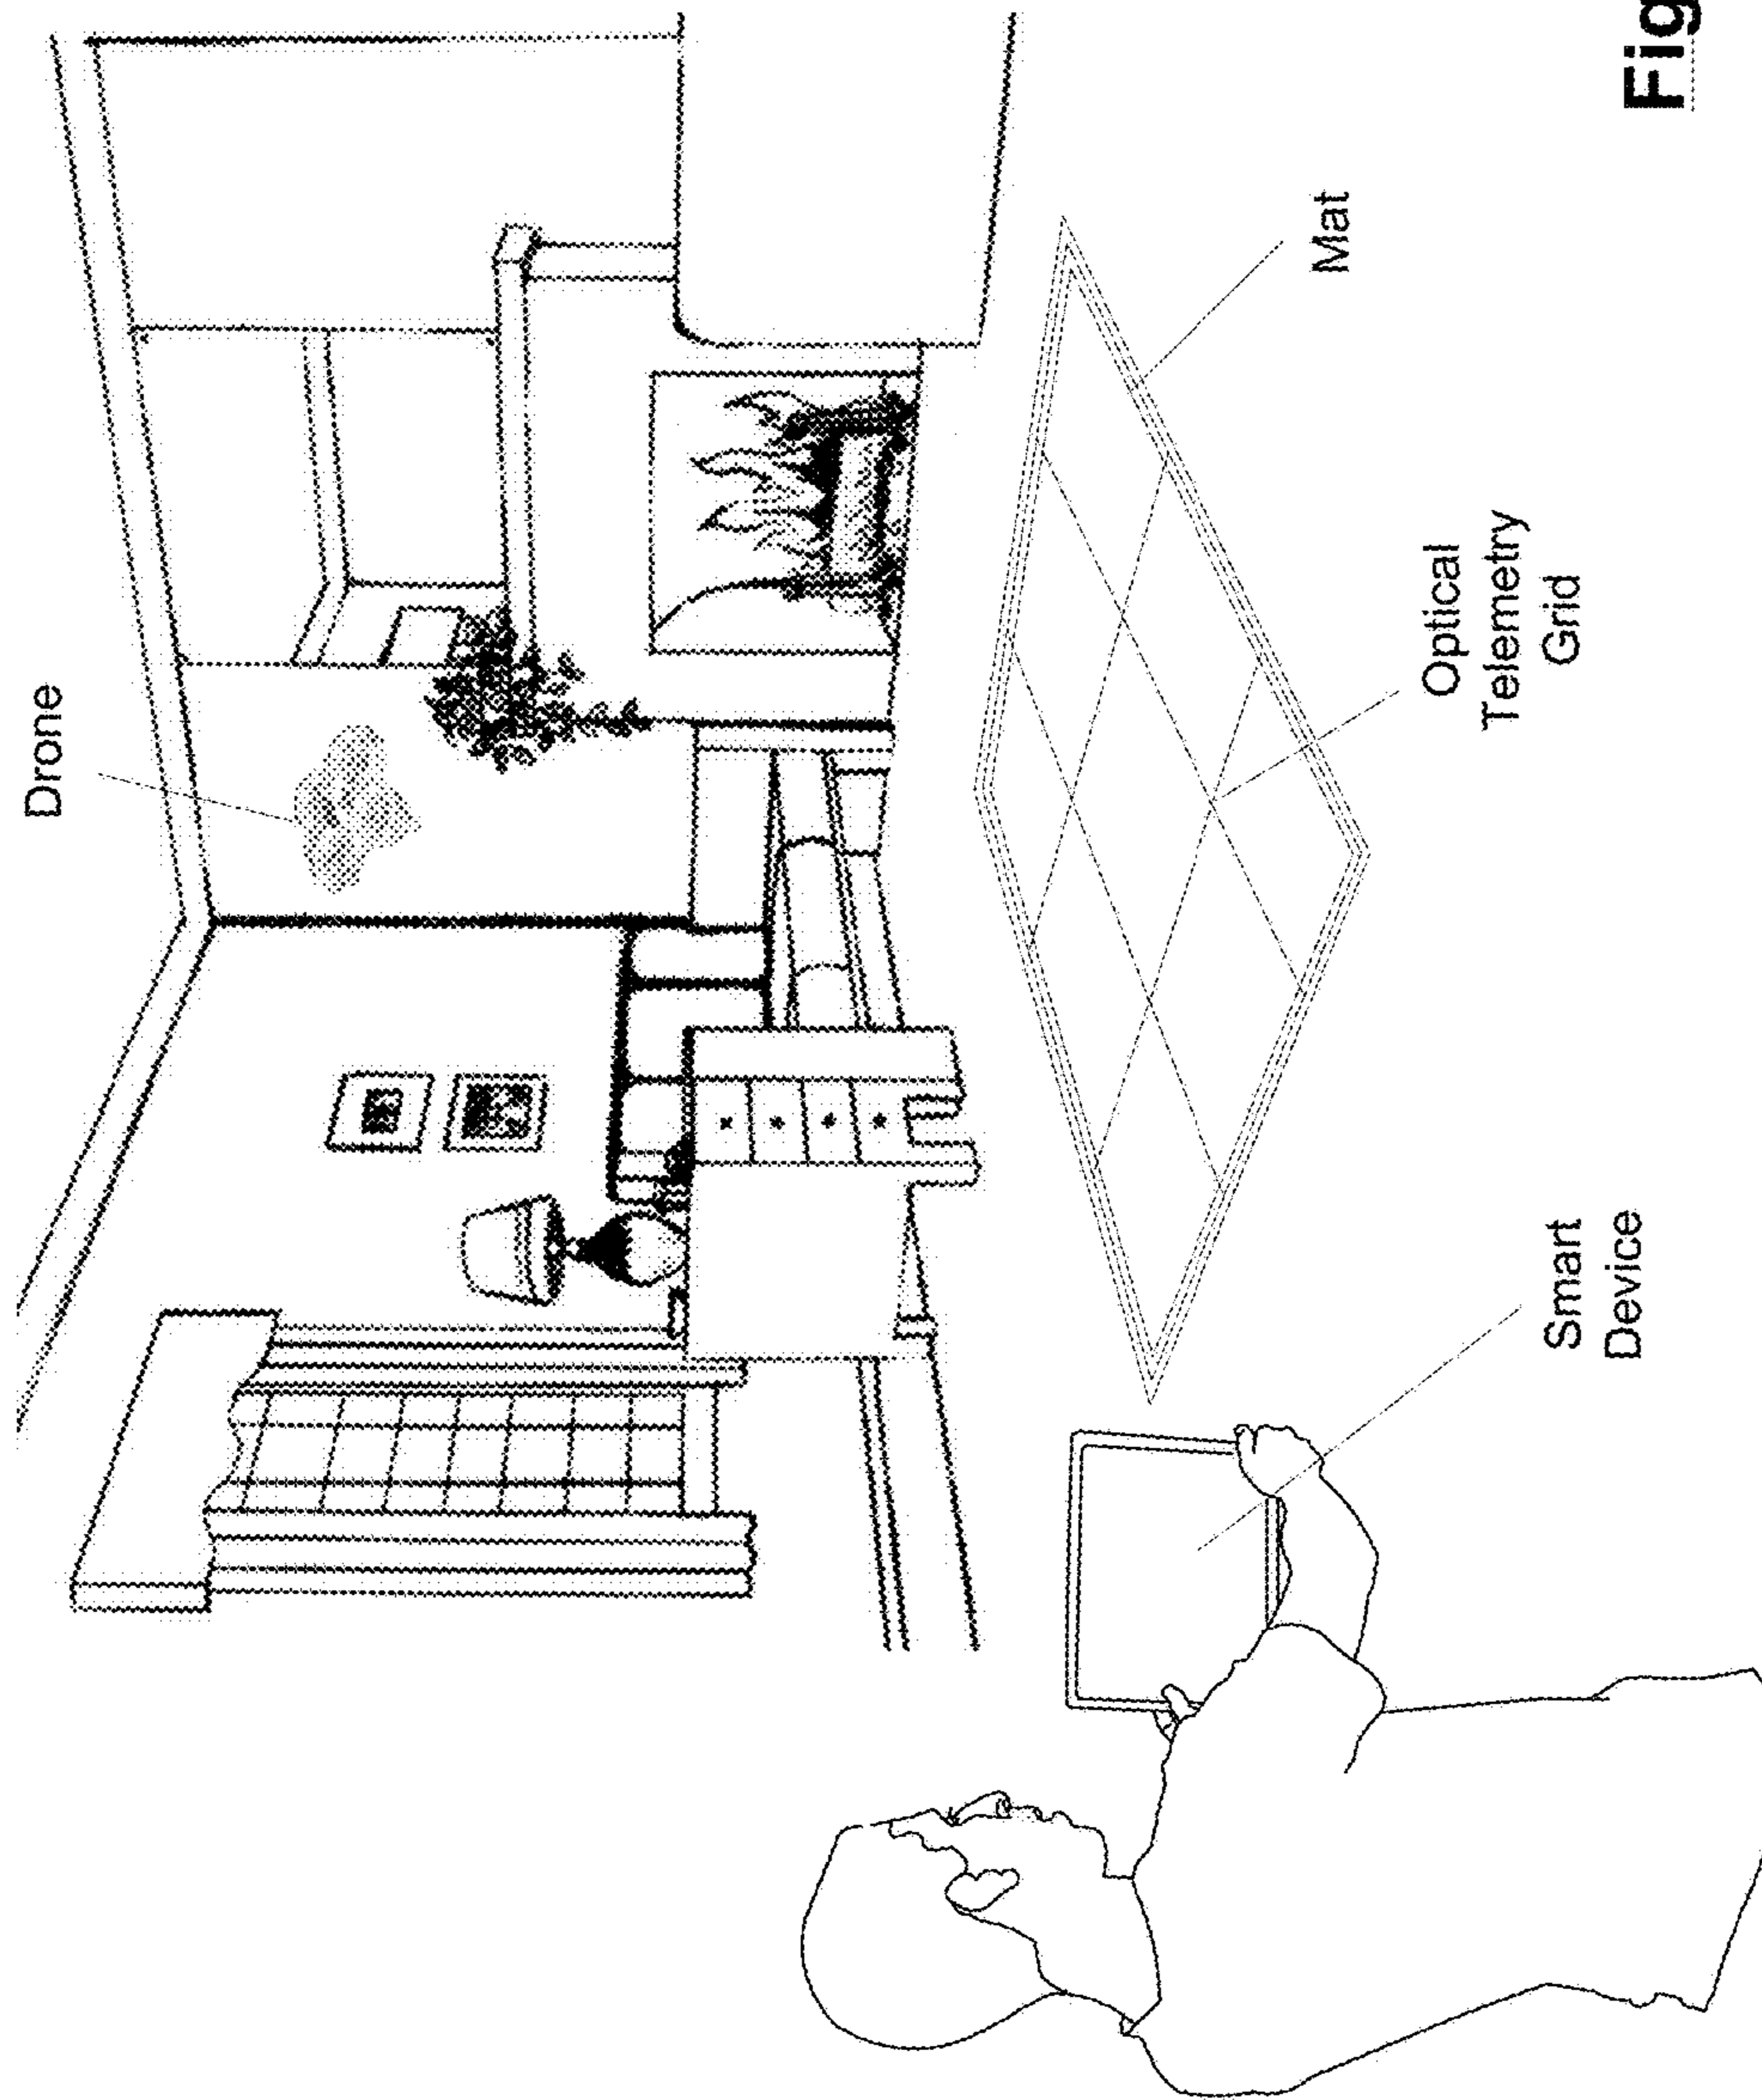 Drone
Mat
Optical
Telemetry
Grid
Smart
Device
Fig